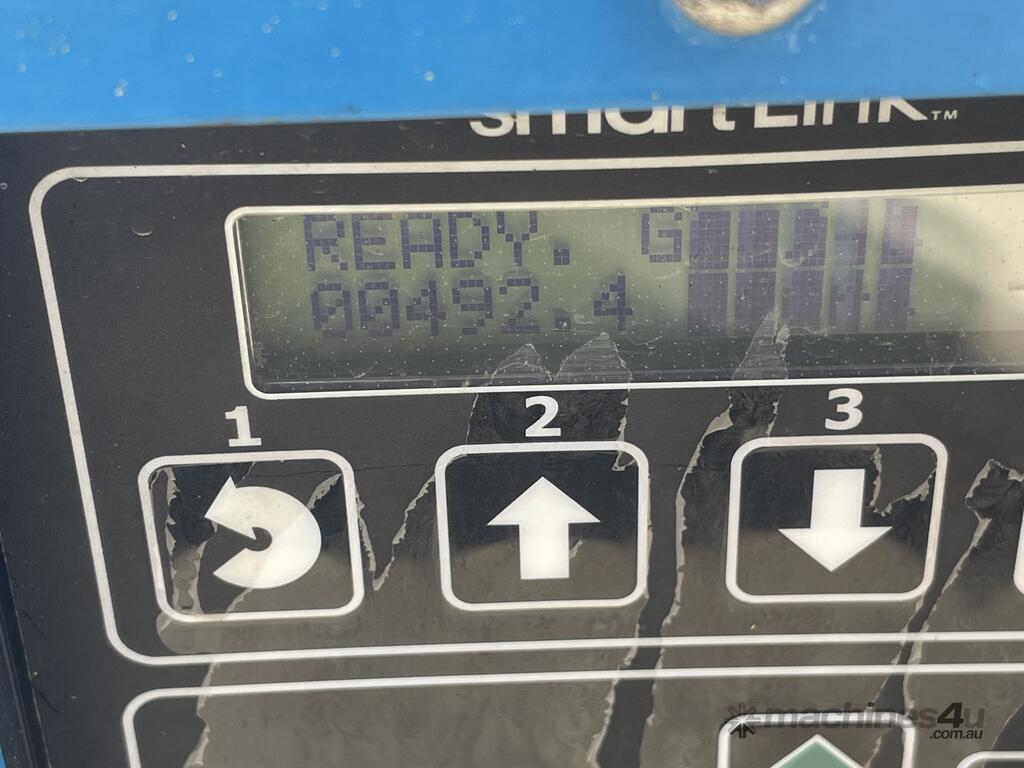 smartLink™
READY. G
00492.4
1 2 3
machines4u
.com.au